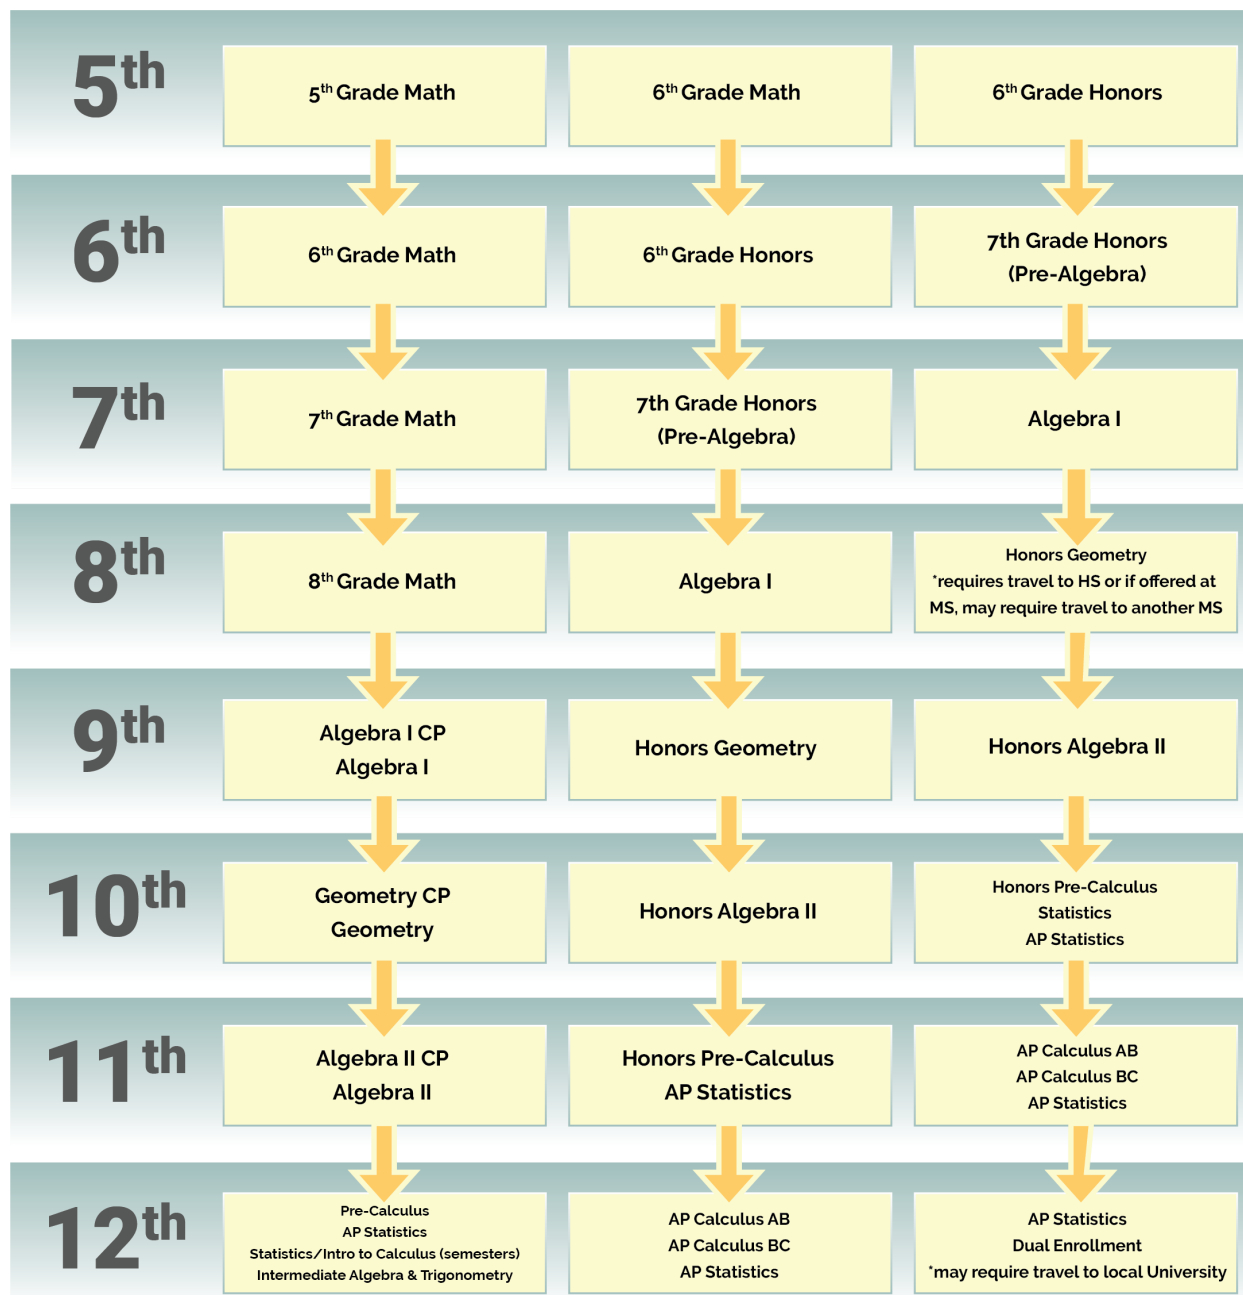 5th
5th Grade Math
6th Grade Math
6th Grade Honors
6th
6th Grade Math
6th Grade Honors
7th Grade Honors
(Pre-Algebra)
7th
7th Grade Math
7th Grade Honors
(Pre-Algebra)
Algebra I
8th
8th Grade Math
Algebra I
Honors Geometry
*requires travel to HS or if offered at
MS, may require travel to another MS
9th
Algebra I CP
Algebra I
Honors Geometry
Honors Algebra II
10th
Geometry CP
Geometry
Honors Algebra II
Honors Pre-Calculus
Statistics
AP Statistics
11th
Algebra II CP
Algebra II
Honors Pre-Calculus
AP Statistics
AP Calculus AB
AP Calculus BC
AP Statistics
12th
Pre-Calculus
AP Statistics
Statistics/Intro to Calculus (semesters)
Intermediate Algebra & Trigonometry
AP Calculus AB
AP Calculus BC
AP Statistics
AP Statistics
Dual Enrollment
*may require travel to local University